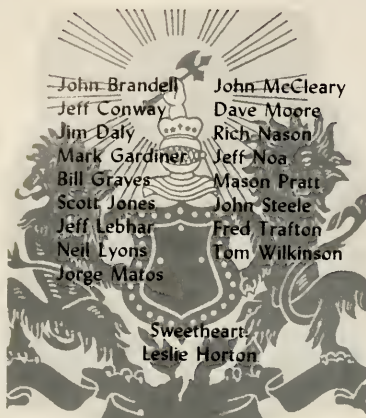 John Brandell
Jeff Conway
Jim Daly
Mark Gardiner
Bill Graves
Scott Jones
Jeff Lebhar
Neil Lyons
Jorge Matos
John McCleary
Dave Moore
Rich Nason
Jeff Noa
Mason Pratt
John Steele
Fred Trafton
Tom Wilkinson
Sweetheart:
Leslie Horton